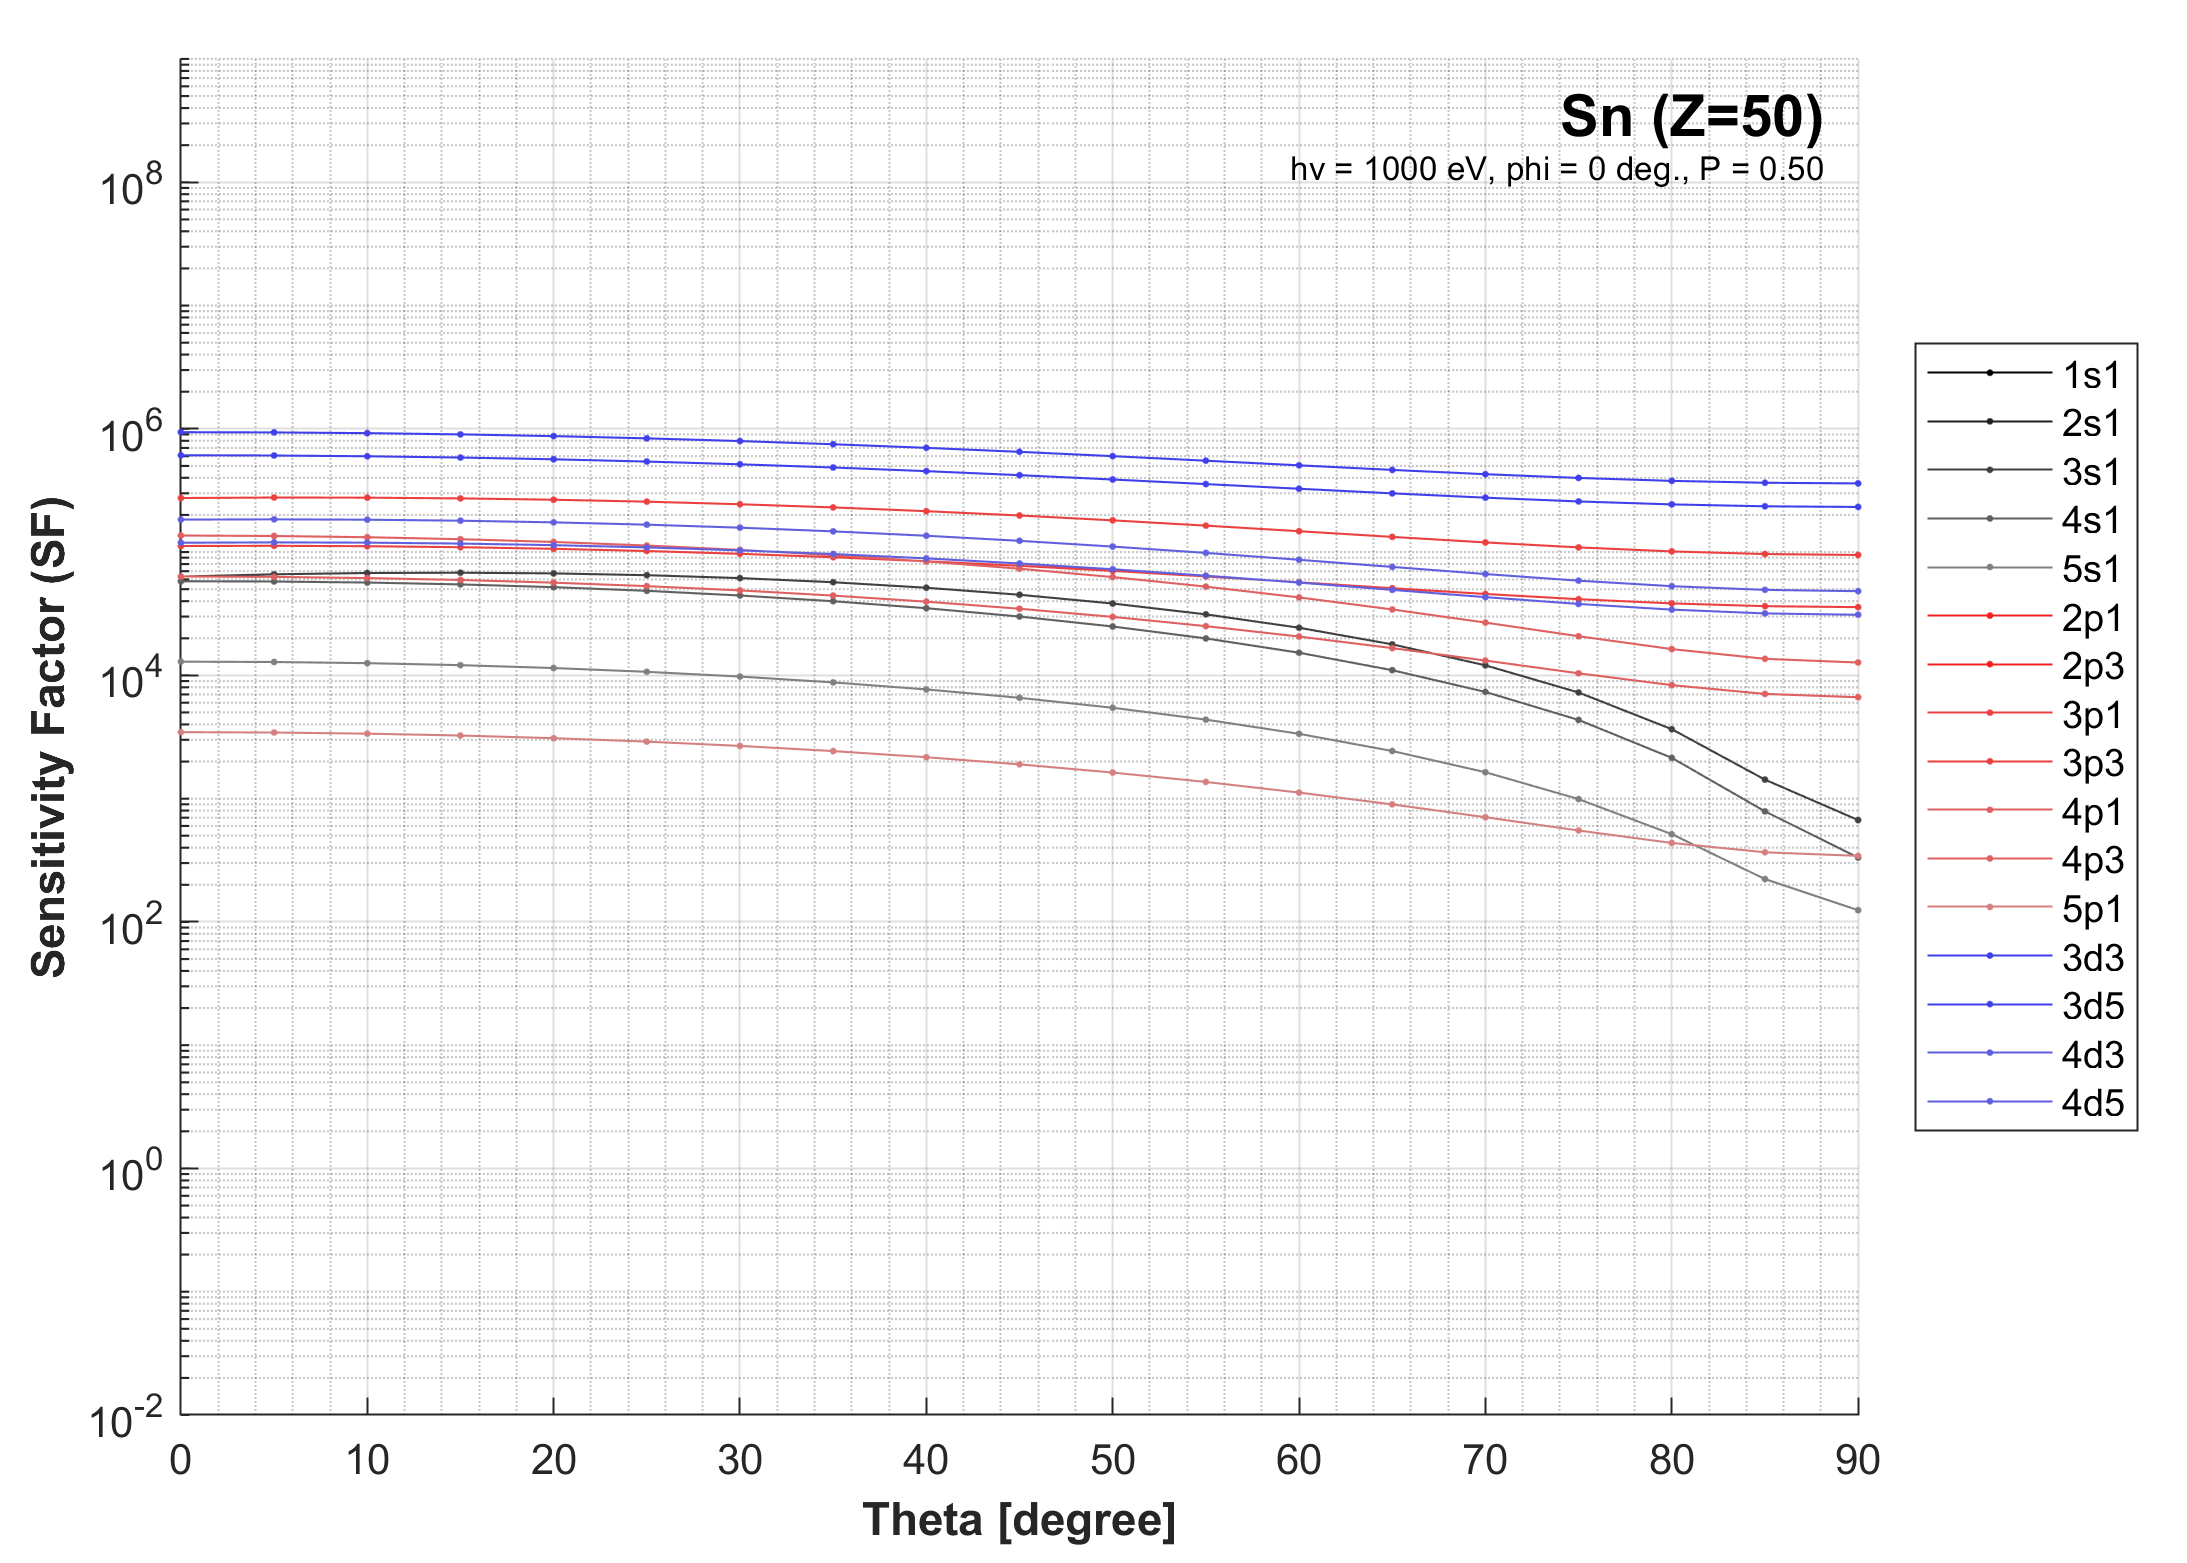 Sn (Z=50)
hv = 1000 eV, phi = 0 deg., P = 0.50
10^8
10^6
10^4
10^2
10^0
10^-2
Sensitivity Factor (SF)
0 10 20 30 40 50 60 70 80 90
Theta [degree]
1s1
2s1
3s1
4s1
5s1
2p1
2p3
3p1
3p3
4p1
4p3
5p1
3d3
3d5
4d3
4d5